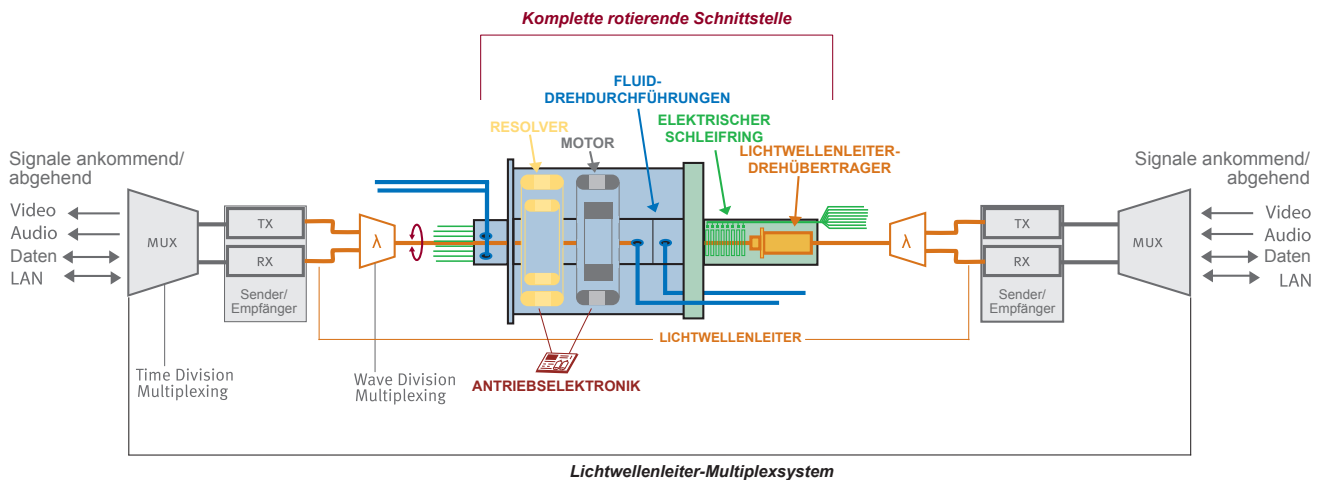 Komplette rotierende Schnittstelle
FLUID-
DREHDURCHFÜHRUNGEN
RESOLVER
MOTOR
ELEKTRISCHER
SCHLEIFRING
LICHTWELLENLEITER-
DREHÜBERTRAGER
Signale ankommend/
abgehend
Video
Audio
Daten
LAN
MUX
TX
RX
Sender/
Empfänger
λ
λ
TX
RX
Sender/
Empfänger
MUX
Signale ankommend/
abgehend
Video
Audio
Daten
LAN
LICHTWELLENLEITER
Time Division
Multiplexing
Wave Division
Multiplexing
ANTRIEBSELEKTRONIK
Lichtwellenleiter-Multiplexsystem